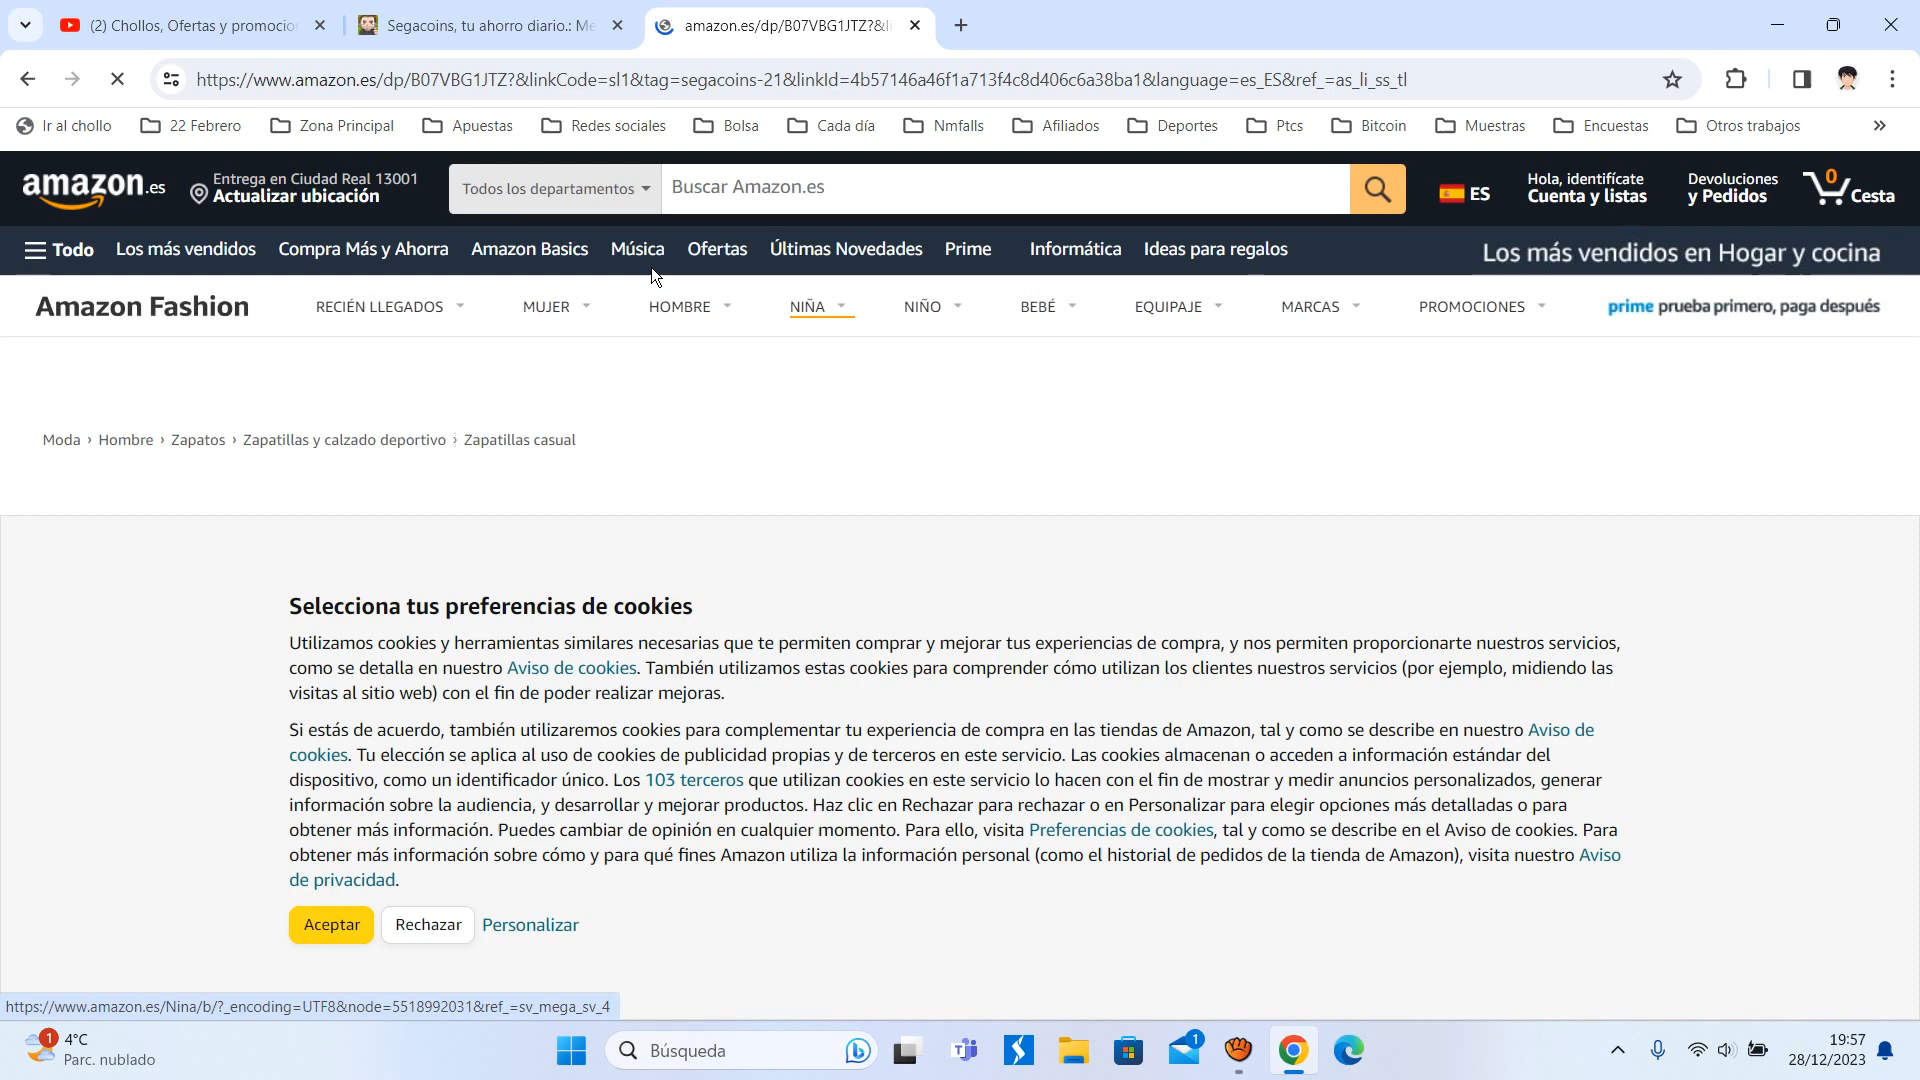 (2) Chollos, Ofertas y promocio
Segacoins, tu ahorro diario.: Me
amazon.es/dp/B07VBG1JTZ?&li
https://www.amazon.es/dp/B07VBG1JTZ?&linkCode=sl1&tag=segacoins-21&linkId=4b57146a46f1a713f4c8d406c6a38ba1&language=es_ES&ref_=as_li_ss_tl
Ir al chollo 22 Febrero Zona Principal Apuestas Redes sociales Bolsa Cada día Nmfalls Afiliados Deportes Ptcs Bitcoin Muestras Encuestas Otros trabajos »
amazon.es
Entrega en Ciudad Real 13001
Actualizar ubicación
Todos los departamentos
Buscar Amazon.es
ES
Hola, identifícate
Cuenta y listas
Devoluciones
y Pedidos
0
Cesta
Todo Los más vendidos Compra Más y Ahorra Amazon Basics Música Ofertas Últimas Novedades Prime Informática Ideas para regalos Los más vendidos en Hogar y cocina
Amazon Fashion RECIÉN LLEGADOS MUJER HOMBRE NIÑA NIÑO BEBÉ EQUIPAJE MARCAS PROMOCIONES prime prueba primero, paga después
Moda › Hombre › Zapatos › Zapatillas y calzado deportivo › Zapatillas casual
Selecciona tus preferencias de cookies
Utilizamos cookies y herramientas similares necesarias que te permiten comprar y mejorar tus experiencias de compra, y nos permiten proporcionarte nuestros servicios,
como se detalla en nuestro Aviso de cookies. También utilizamos estas cookies para comprender cómo utilizan los clientes nuestros servicios (por ejemplo, midiendo las
visitas al sitio web) con el fin de poder realizar mejoras.
Si estás de acuerdo, también utilizaremos cookies para complementar tu experiencia de compra en las tiendas de Amazon, tal y como se describe en nuestro Aviso de
cookies. Tu elección se aplica al uso de cookies de publicidad propias y de terceros en este servicio. Las cookies almacenan o acceden a información estándar del
dispositivo, como un identificador único. Los 103 terceros que utilizan cookies en este servicio lo hacen con el fin de mostrar y medir anuncios personalizados, generar
información sobre la audiencia, y desarrollar y mejorar productos. Haz clic en Rechazar para rechazar o en Personalizar para elegir opciones más detalladas o para
obtener más información. Puedes cambiar de opinión en cualquier momento. Para ello, visita Preferencias de cookies, tal y como se describe en el Aviso de cookies. Para
obtener más información sobre cómo y para qué fines Amazon utiliza la información personal (como el historial de pedidos de la tienda de Amazon), visita nuestro Aviso
de privacidad.
Aceptar Rechazar Personalizar
https://www.amazon.es/Nina/b/?_encoding=UTF8&node=5518992031&ref_=sv_mega_sv_4
1
4°C
Parc. nublado
Búsqueda
1
19:57
28/12/2023